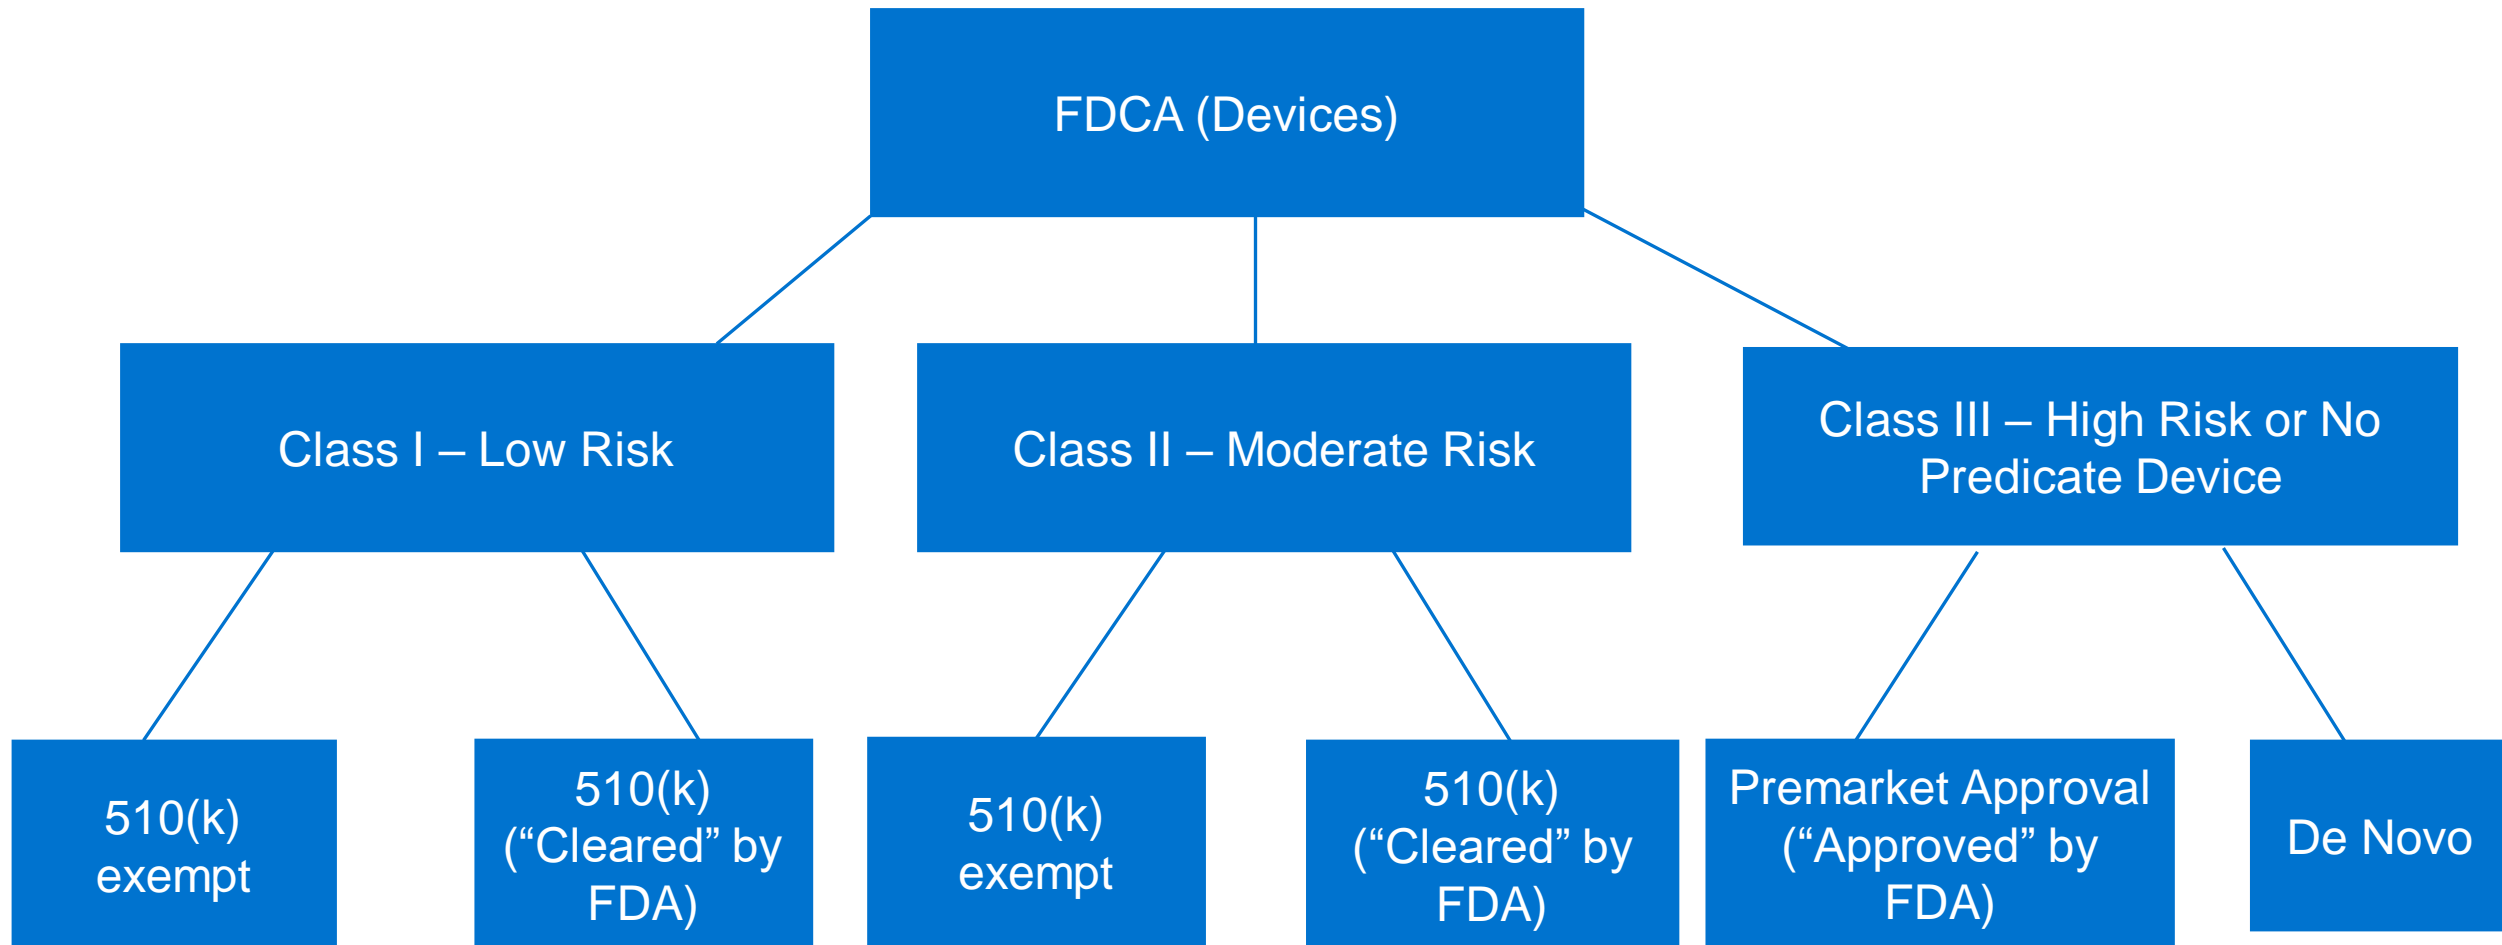 FDCA (Devices)
Class I – Low Risk
Class II – Moderate Risk
Class III – High Risk or No
Predicate Device
510(k)
exempt
510(k)
(“Cleared” by
FDA)
510(k)
exempt
510(k)
(“Cleared” by
FDA)
Premarket Approval
(“Approved” by
FDA)
De Novo